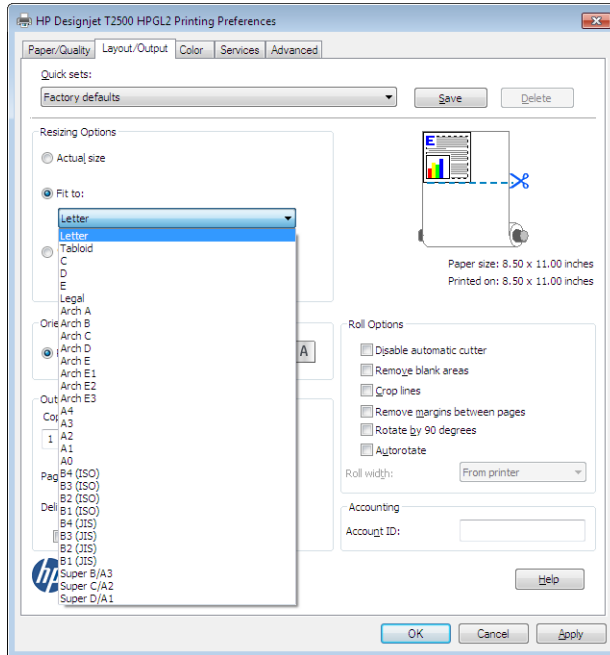 HP Designjet T2500 HPGL2 Printing Preferences
Paper/Quality Layout/Output Color Services Advanced
Quick sets:
Factory defaults
Save Delete
Resizing Options
Actual size
Fit to:
Letter
Letter
Tabloid
C
D
E
Legal
Arch A
Arch B
Arch C
Arch D
Arch E
Arch E1
Arch E2
Arch E3
A4
A3
A2
A1
A0
B4 (ISO)
B3 (ISO)
B2 (ISO)
B1 (ISO)
B4 (JIS)
B3 (JIS)
B2 (JIS)
B1 (JIS)
Super B/A3
Super C/A2
Super D/A1
E
Paper size: 8.50 x 11.00 inches
Printed on: 8.50 x 11.00 inches
A
1
Roll Options
Disable automatic cutter
Remove blank areas
Crop lines
Remove margins between pages
Rotate by 90 degrees
Autorotate
Roll width: From printer
Accounting
Account ID:
hp
Help
OK Cancel Apply